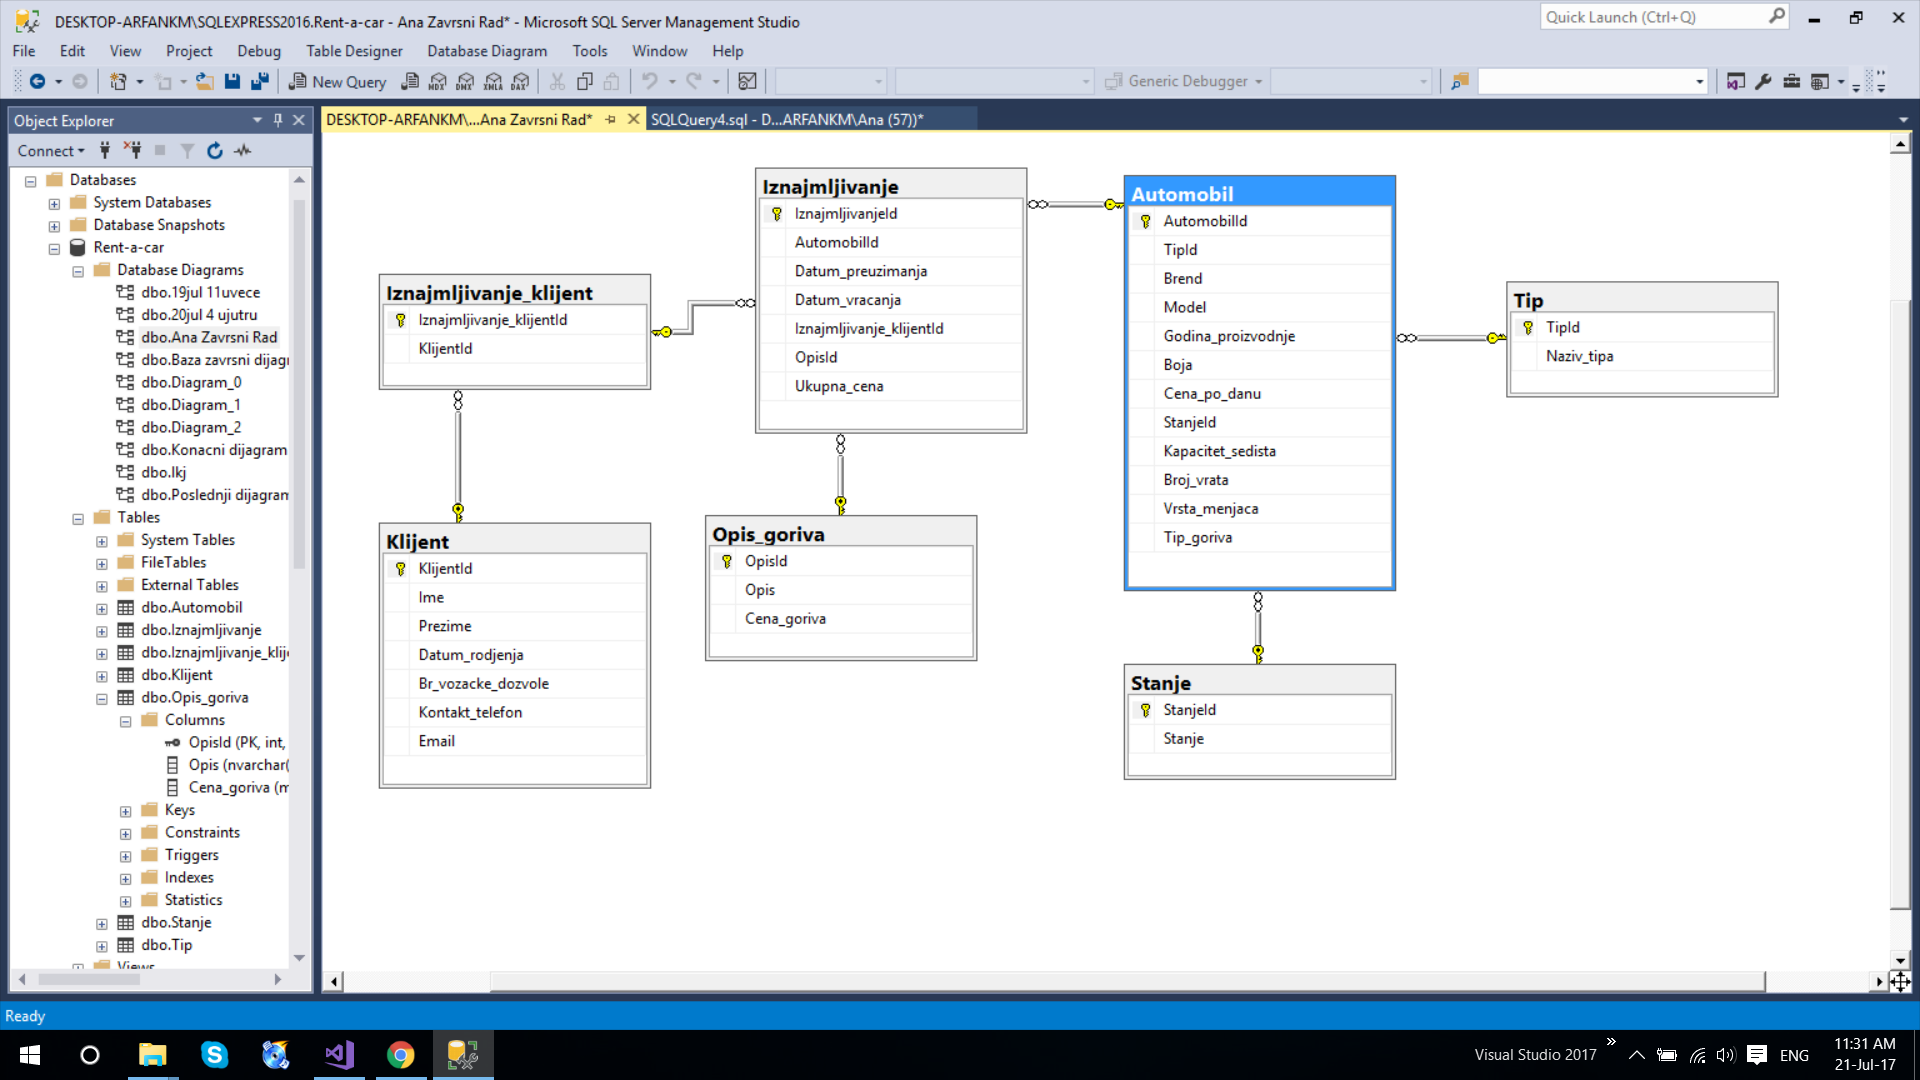 DESKTOP-ARFANKM\SQLEXPRESS2016.Rent-a-car - Ana Zavrsni Rad* - Microsoft SQL Server Management Studio
Quick Launch (Ctrl+Q)
File Edit View Project Debug Table Designer Database Diagram Tools Window Help
New Query
MDX
DMX
XMLA
DAX
Generic Debugger
Object Explorer
Connect
Databases
System Databases
Database Snapshots
Rent-a-car
Database Diagrams
dbo.19jul 11uvece
dbo.20jul 4 ujutru
dbo.Ana Zavrsni Rad
dbo.Baza zavrsni dijagr
dbo.Diagram_0
dbo.Diagram_1
dbo.Diagram_2
dbo.Konacni dijagram
dbo.Poslednji dijagram
Tables
System Tables
FileTables
External Tables
dbo.Automobil
dbo.Iznajmljivanje
dbo.Iznajmljivanje_klije
dbo.Klijent
dbo.Opis_goriva
Columns
OpisId (PK, int,
Opis (nvarchar(
Cena_goriva (m
Keys
Constraints
Triggers
Indexes
Statistics
dbo.Stanje
dbo.Tip
Views
DESKTOP-ARFANKM\...Ana Zavrsni Rad*
SQLQuery4.sql - D...ARFANKM\Ana (57))*
Iznajmljivanje_klijent
Iznajmljivanje_klijentId
KlijentId
Klijent
KlijentId
Ime
Prezime
Datum_rodjenja
Br_vozacke_dozvole
Kontakt_telefon
Email
Iznajmljivanje
IznajmljivanjeId
AutomobilId
Datum_preuzimanja
Datum_vracanja
Iznajmljivanje_klijentId
OpisId
Ukupna_cena
Opis_goriva
OpisId
Opis
Cena_goriva
Automobil
AutomobilId
TipId
Brend
Model
Godina_proizvodnje
Boja
Cena_po_danu
StanjeId
Kapacitet_sedista
Broj_vrata
Vrsta_menjaca
Tip_goriva
Stanje
StanjeId
Stanje
Tip
TipId
Naziv_tipa
Ready
Visual Studio 2017
ENG
11:31 AM
21-Jul-17